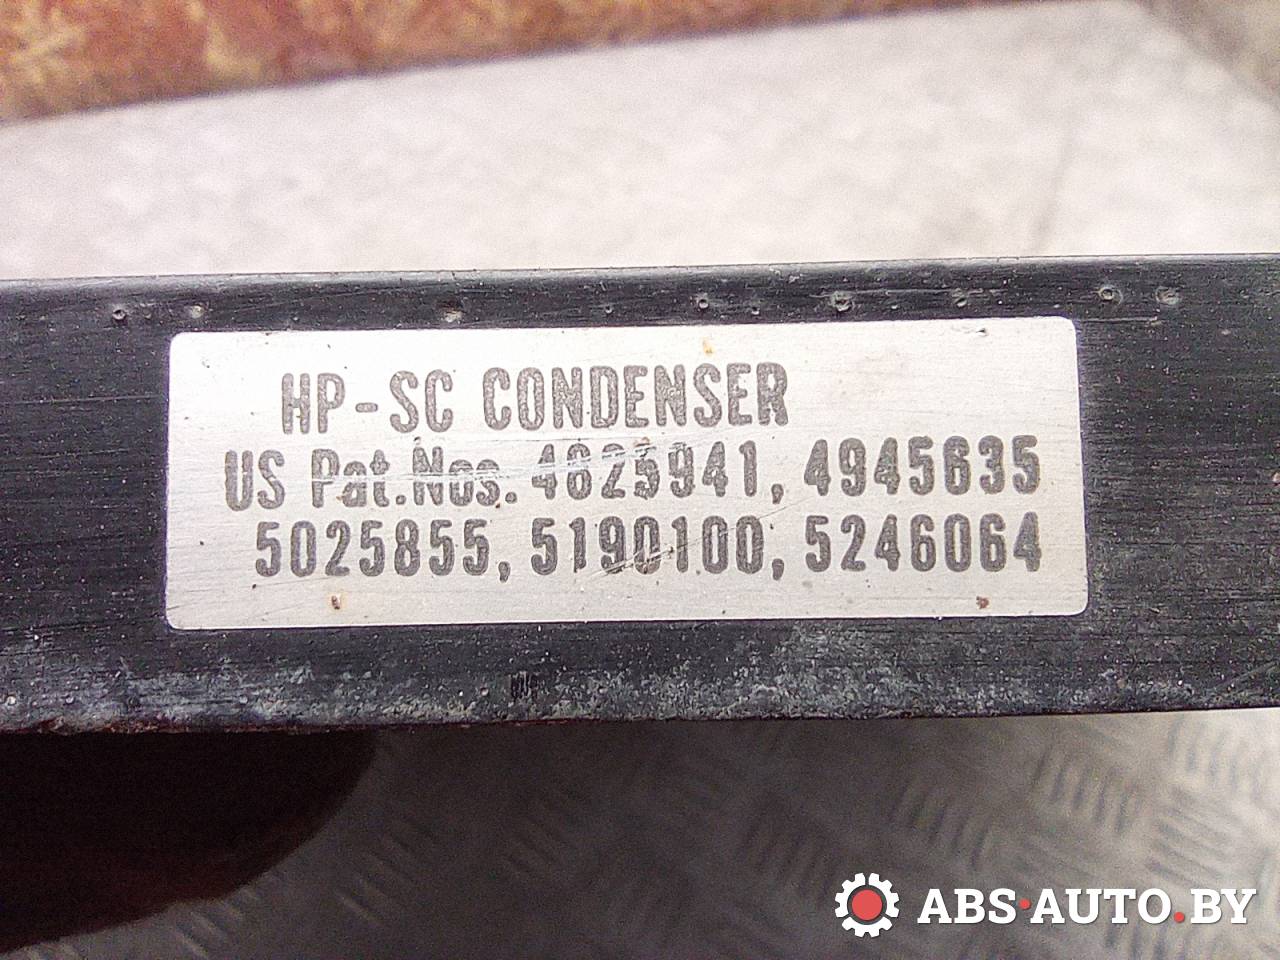 HP-SC CONDENSER
US Pat.Nos. 4825941, 4945635
5025855, 5190100, 5246064
ABS·AUTO.BY